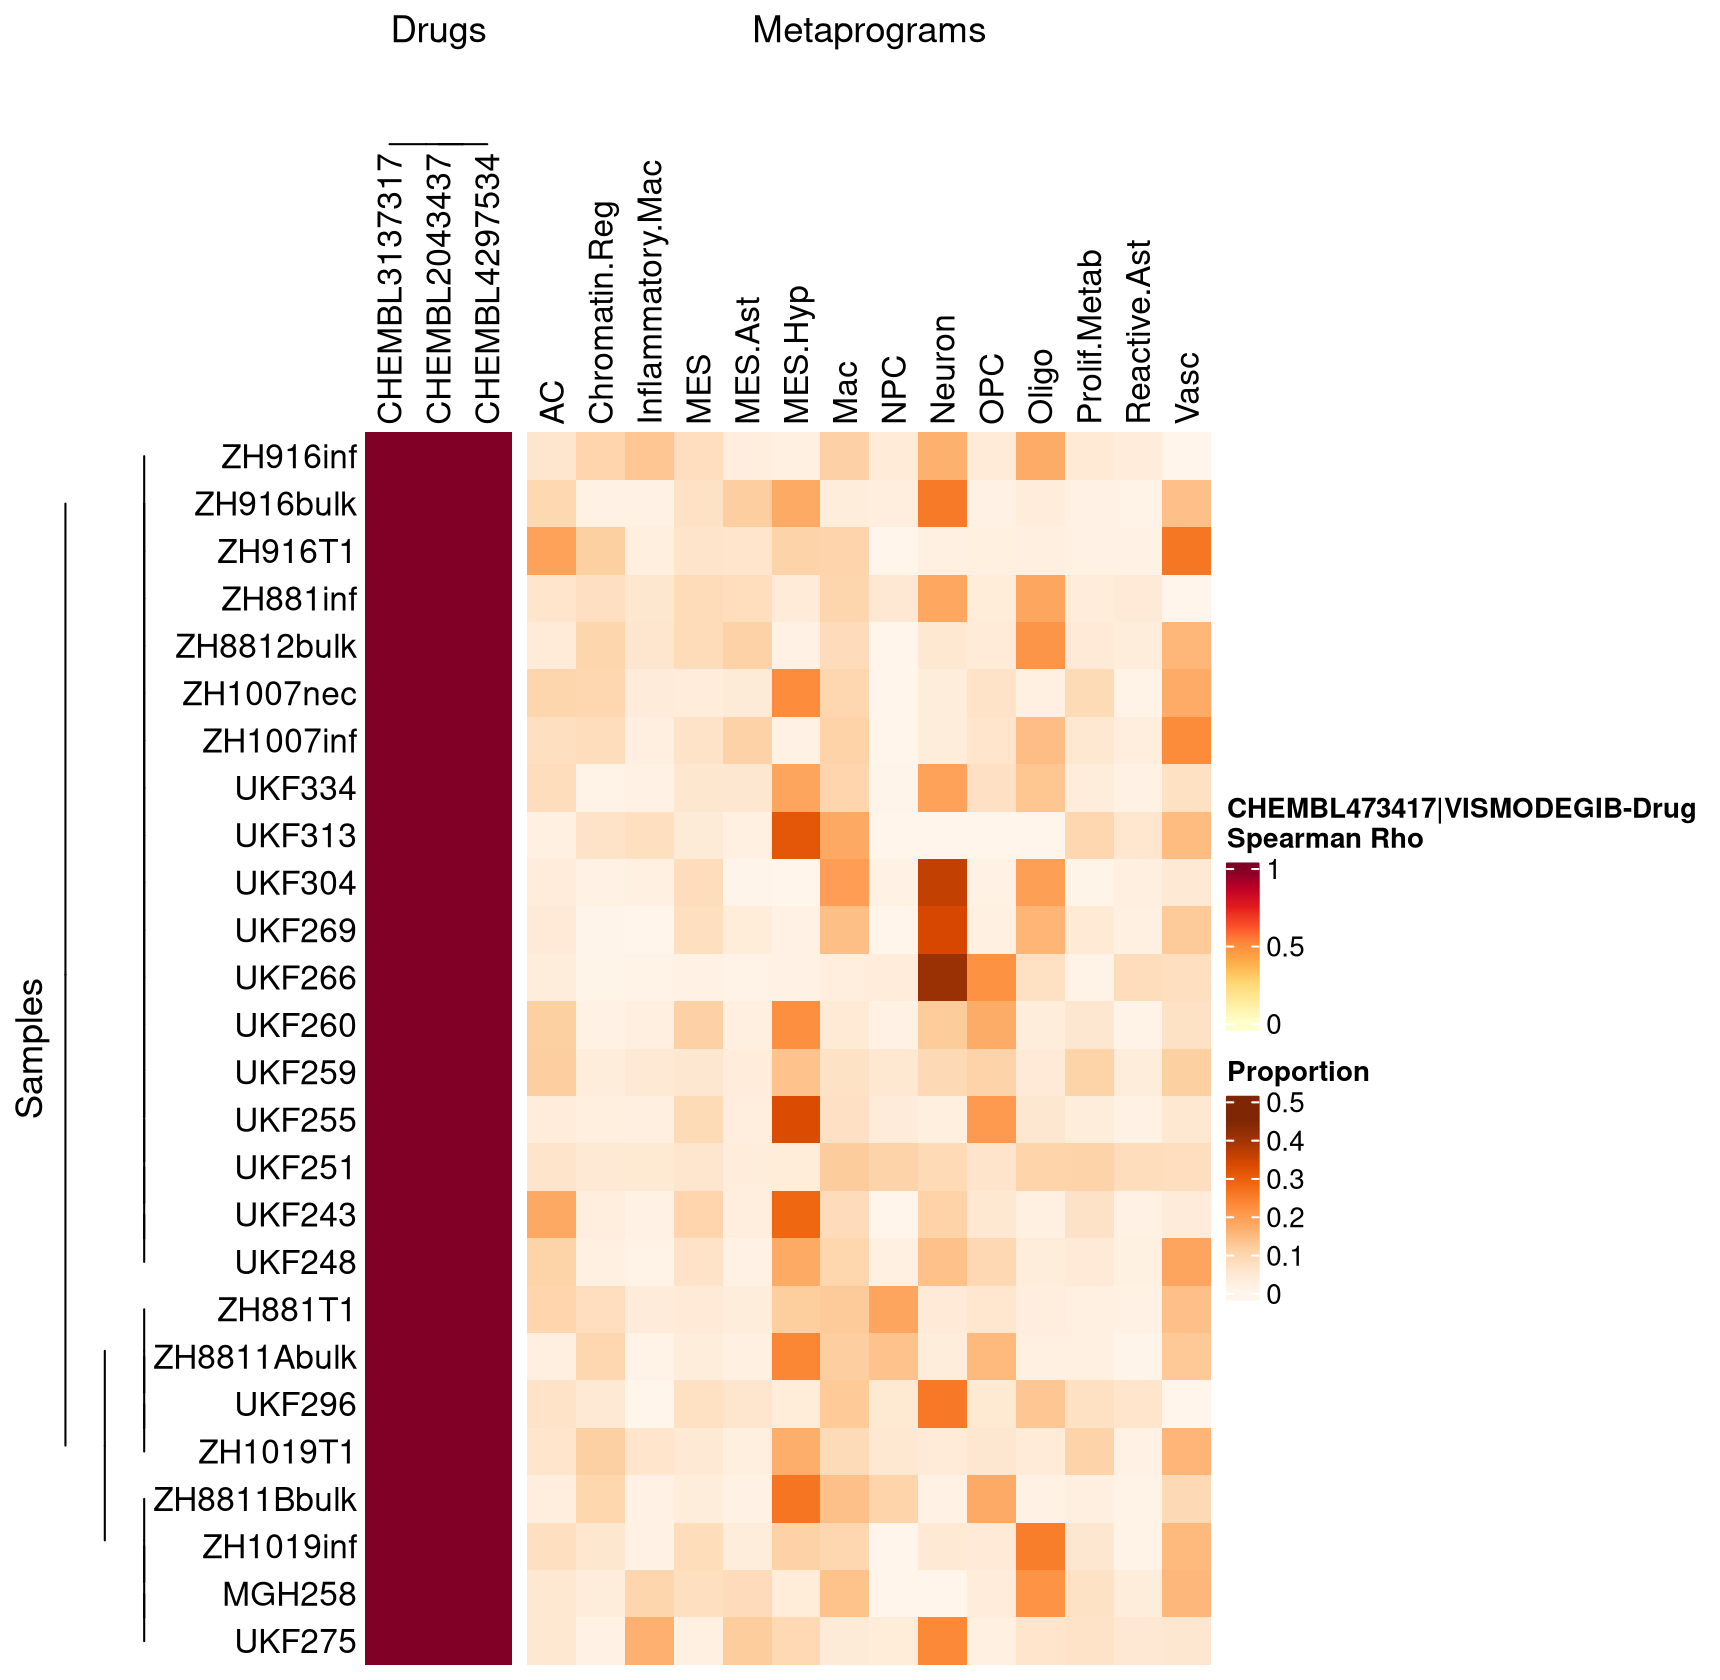 Drugs
Metaprograms
CHEMBL3137317
CHEMBL2043437
CHEMBL4297534
AC
Chromatin.Reg
Inflammatory.Mac
MES
MES.Ast
MES.Hyp
Mac
NPC
Neuron
OPC
Oligo
Prolif.Metab
Reactive.Ast
Vasc
Samples
ZH916inf
ZH916bulk
ZH916T1
ZH881inf
ZH8812bulk
ZH1007nec
ZH1007inf
UKF334
UKF313
UKF304
UKF269
UKF266
UKF260
UKF259
UKF255
UKF251
UKF243
UKF248
ZH881T1
ZH8811Abulk
UKF296
ZH1019T1
ZH8811Bbulk
ZH1019inf
MGH258
UKF275
CHEMBL473417|VISMODEGIB-Drug
Spearman Rho
1
0.5
0
Proportion
0.5
0.4
0.3
0.2
0.1
0